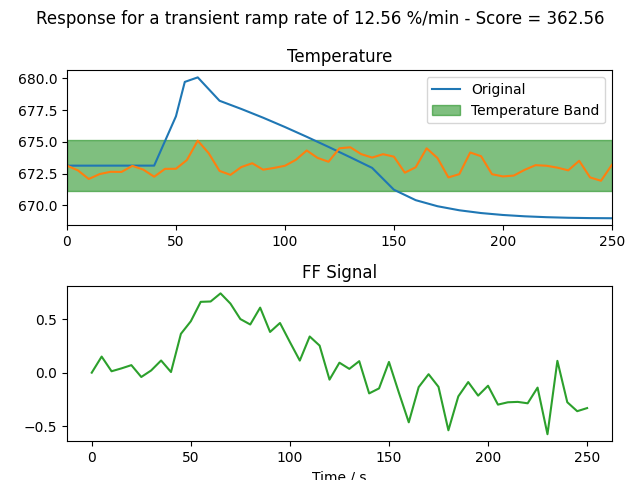 Response for a transient ramp rate of 12.56 %/min - Score = 362.56
Temperature
680.0
677.5
675.0
672.5
670.0
Original
Temperature Band
0 50 100 150 200 250
FF Signal
0.5
0.0
−0.5
0 50 100 150 200 250
Time / s